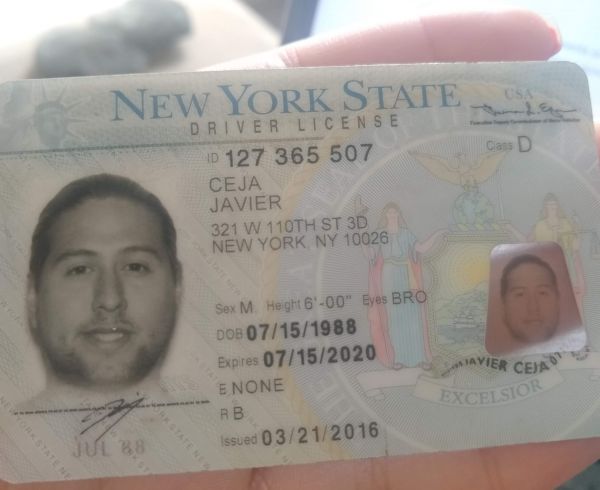 NEW YORK STATE
USA
DRIVER LICENSE
ID 127 365 507
Class D
CEJA
JAVIER
321 W 110TH ST 3D
NEW YORK, NY 10026
Sex M Height 6'-00" Eyes BRO
DOB 07/15/1988
Expires 07/15/2020
E NONE
R B
Issued 03/21/2016
JUL 88
JAVIER CEJA
EXCELSIOR